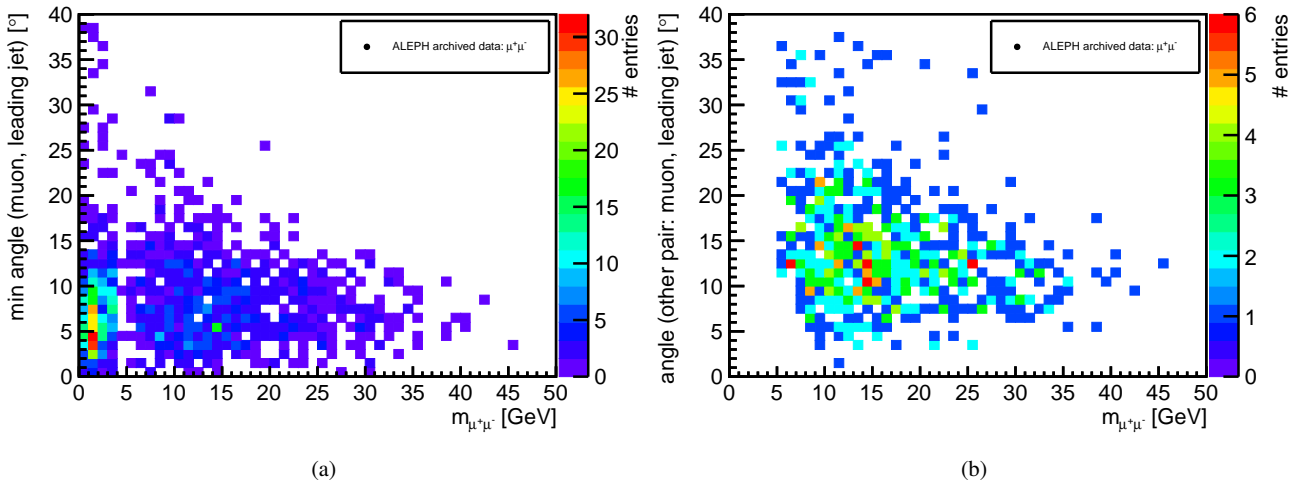 40
35
30
25
20
15
10
5
0
min angle (muon, leading jet) [°]
ALEPH archived data: μ⁺μ⁻
30
25
20
15
10
5
0
# entries
0 5 10 15 20 25 30 35 40 45 50
m_μ⁺μ⁻ [GeV]
(a)
40
35
30
25
20
15
10
5
0
angle (other pair: muon, leading jet) [°]
ALEPH archived data: μ⁺μ⁻
6
5
4
3
2
1
0
# entries
0 5 10 15 20 25 30 35 40 45 50
m_μ⁺μ⁻ [GeV]
(b)